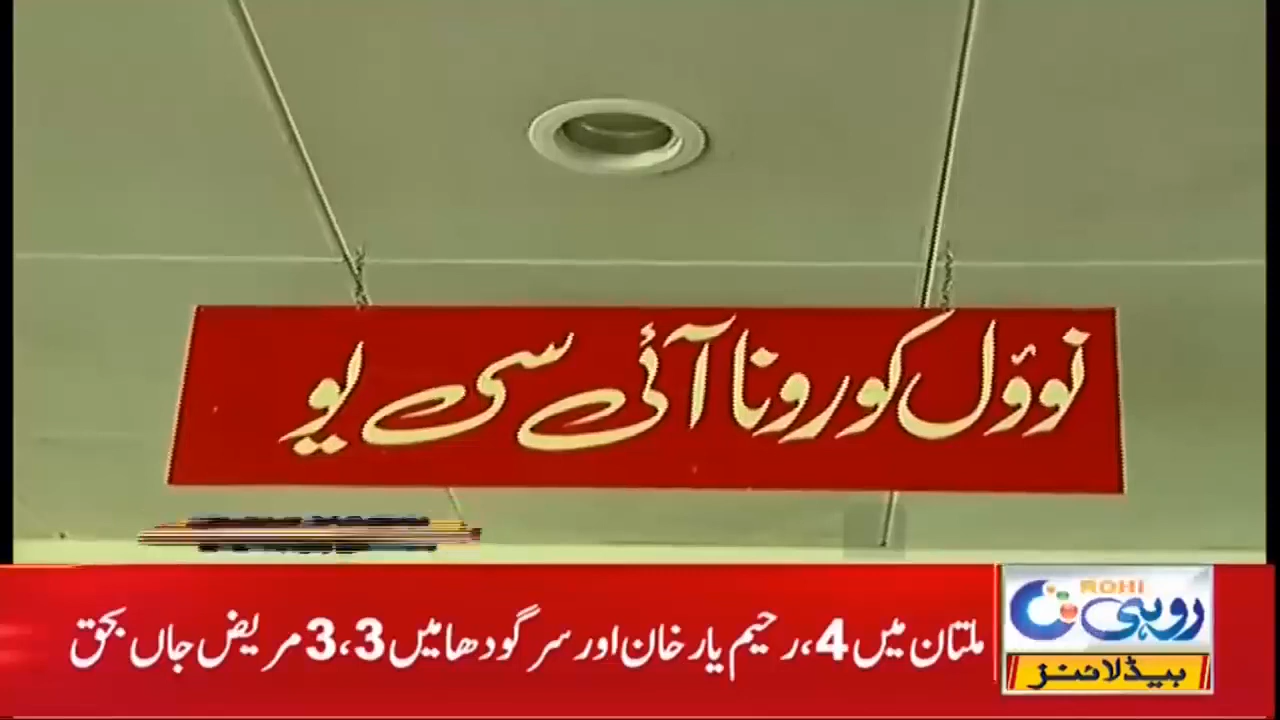 نوول کورونا آئی سی یو
ملتان میں 4، رحیم یار خان اور سرگودھا میں 3،3 مریض جاں بحق
ROHI
روہی
ہیڈلائنز